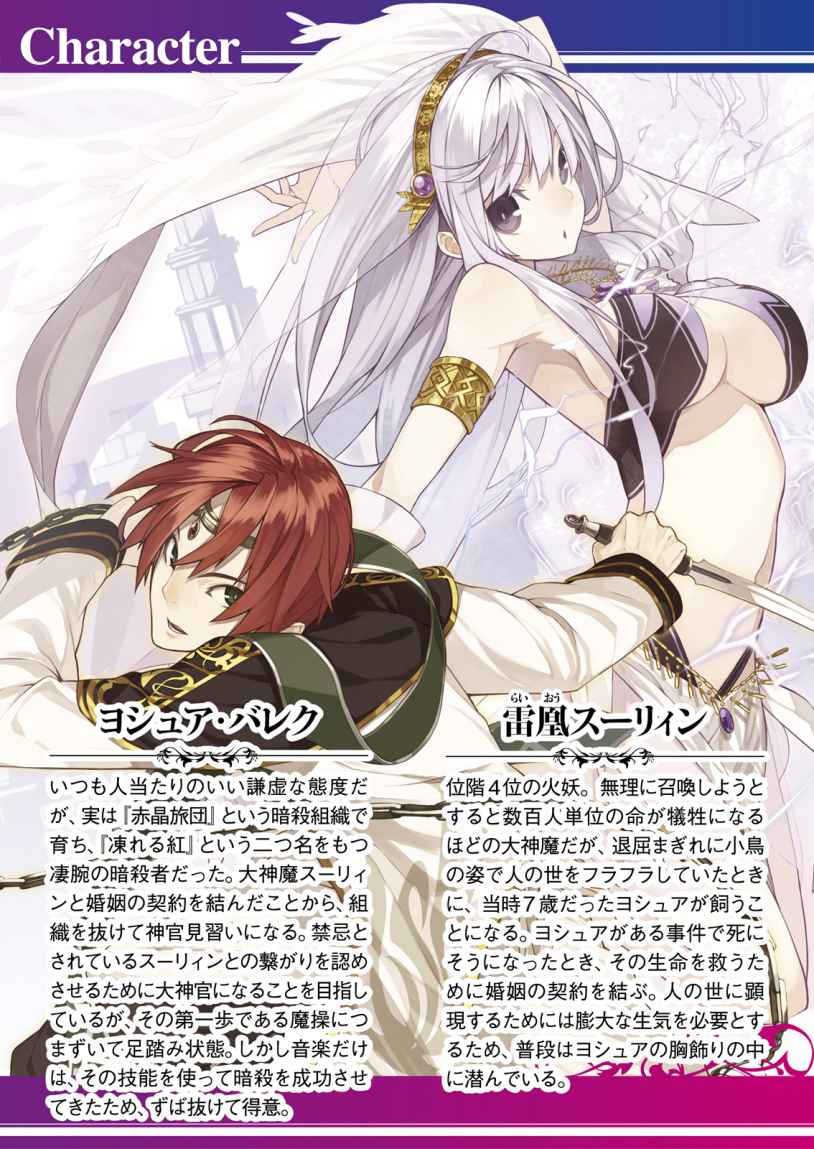 Character
ヨシュア・バレク
いつも人当たりのいい謙虚な態度だ
が、実は『赤晶旅団』という暗殺組織で
育ち、『凍れる紅』という二つ名をもつ
凄腕の暗殺者だった。大神魔スーリィ
ンと婚姻の契約を結んだことから、組
織を抜けて神官見習いになる。禁忌と
されているスーリィンとの繋がりを認め
させるために大神官になることを目指し
ているが、その第一歩である魔操につ
まずいて足踏み状態。しかし音楽だけ
は、その技能を使って暗殺を成功させ
てきたため、ずば抜けて得意。
らい おう
雷凰スーリィン
位階4位の火妖。無理に召喚しようと
すると数百人単位の命が犠牲になる
ほどの大神魔だが、退屈まぎれに小鳥
の姿で人の世をフラフラしていたとき
に、当時7歳だったヨシュアが飼うこ
とになる。ヨシュアがある事件で死に
そうになったとき、その生命を救うた
めに婚姻の契約を結ぶ。人の世に顕
現するためには膨大な生気を必要とす
るため、普段はヨシュアの胸飾りの中
に潜んでいる。